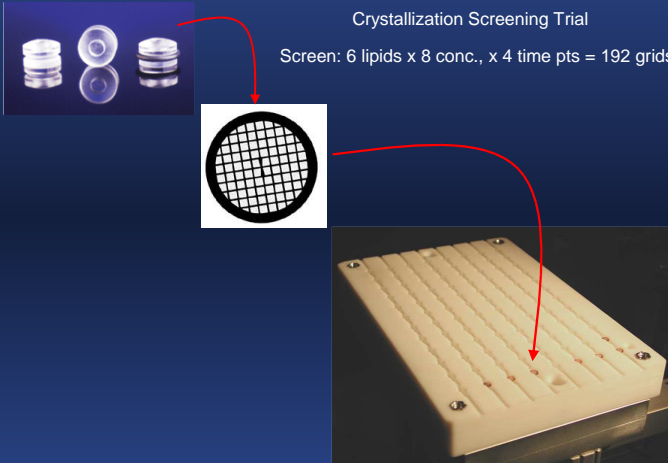 Crystallization Screening Trial
Screen: 6 lipids x 8 conc., x 4 time pts = 192 grids